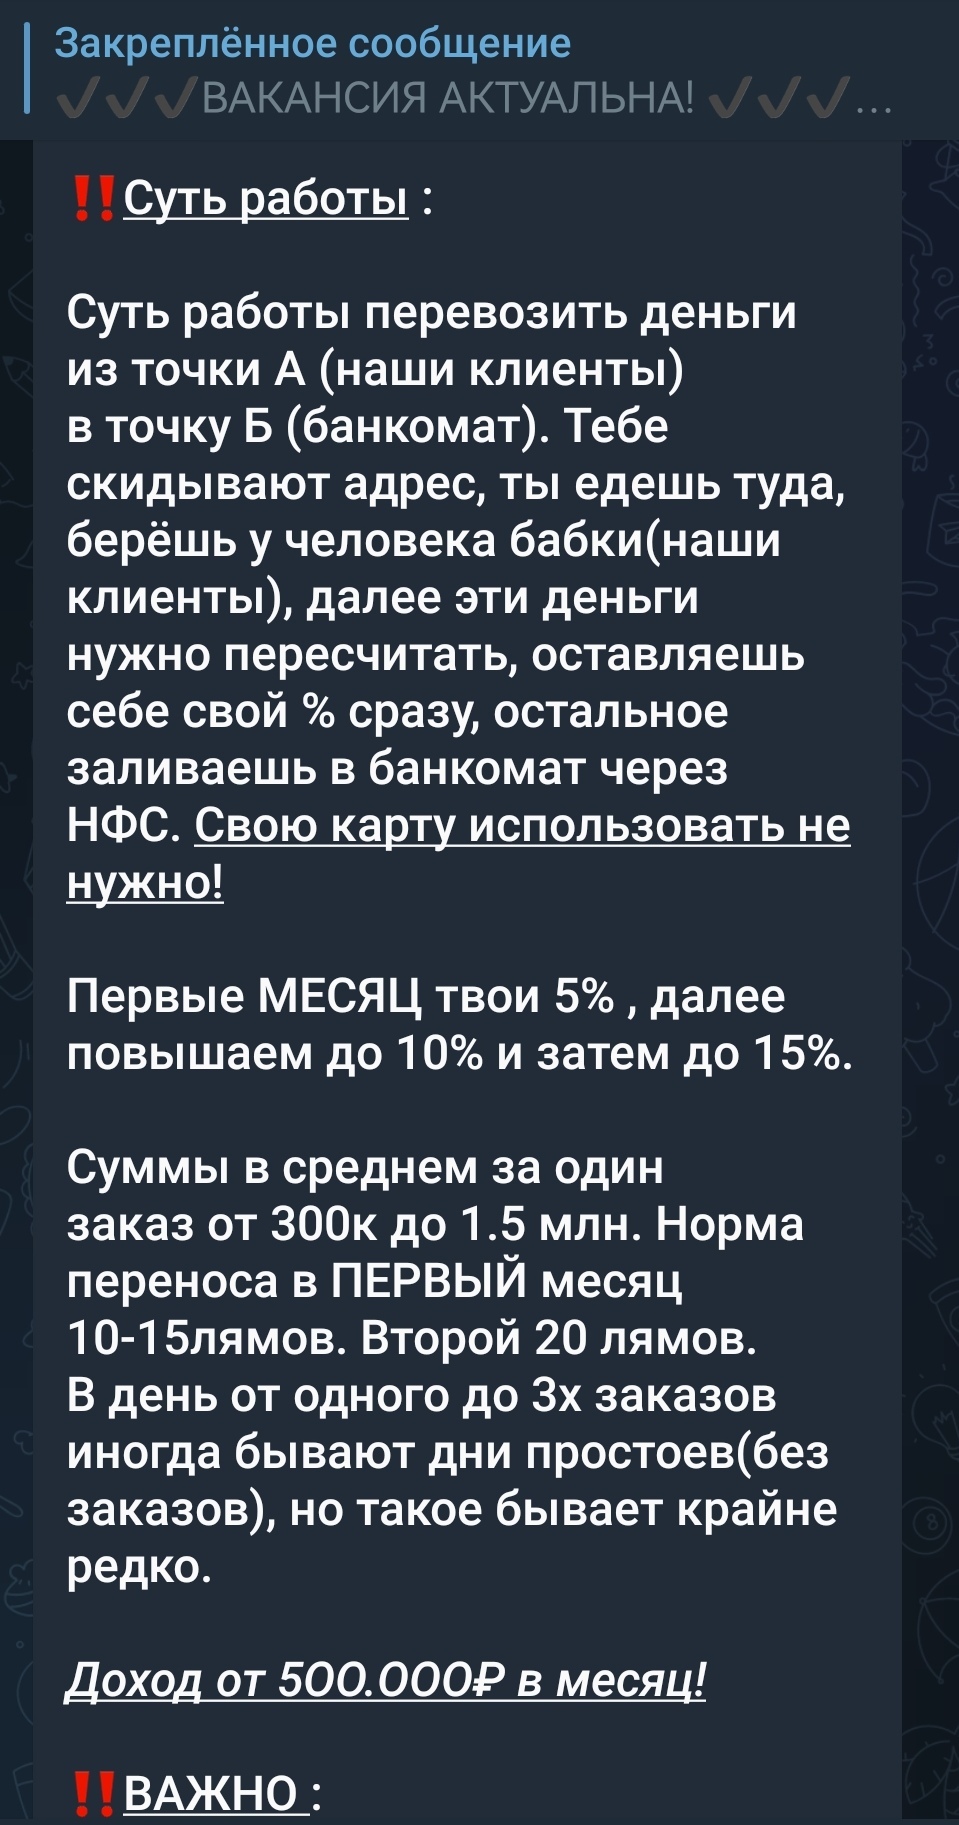 Закреплённое сообщение
✔✔✔ВАКАНСИЯ АКТУАЛЬНА! ✔✔✔...
‼️Суть работы :
Суть работы перевозить деньги
из точки А (наши клиенты)
в точку Б (банкомат). Тебе
скидывают адрес, ты едешь туда,
берёшь у человека бабки(наши
клиенты), далее эти деньги
нужно пересчитать, оставляешь
себе свой % сразу, остальное
заливаешь в банкомат через
НФС. Свою карту использовать не
нужно!
Первые МЕСЯЦ твои 5% , далее
повышаем до 10% и затем до 15%.
Суммы в среднем за один
заказ от 300к до 1.5 млн. Норма
переноса в ПЕРВЫЙ месяц
10-15лямов. Второй 20 лямов.
В день от одного до 3х заказов
иногда бывают дни простоев(без
заказов), но такое бывает крайне
редко.
Доход от 500.000₽ в месяц!
‼️ВАЖНО :